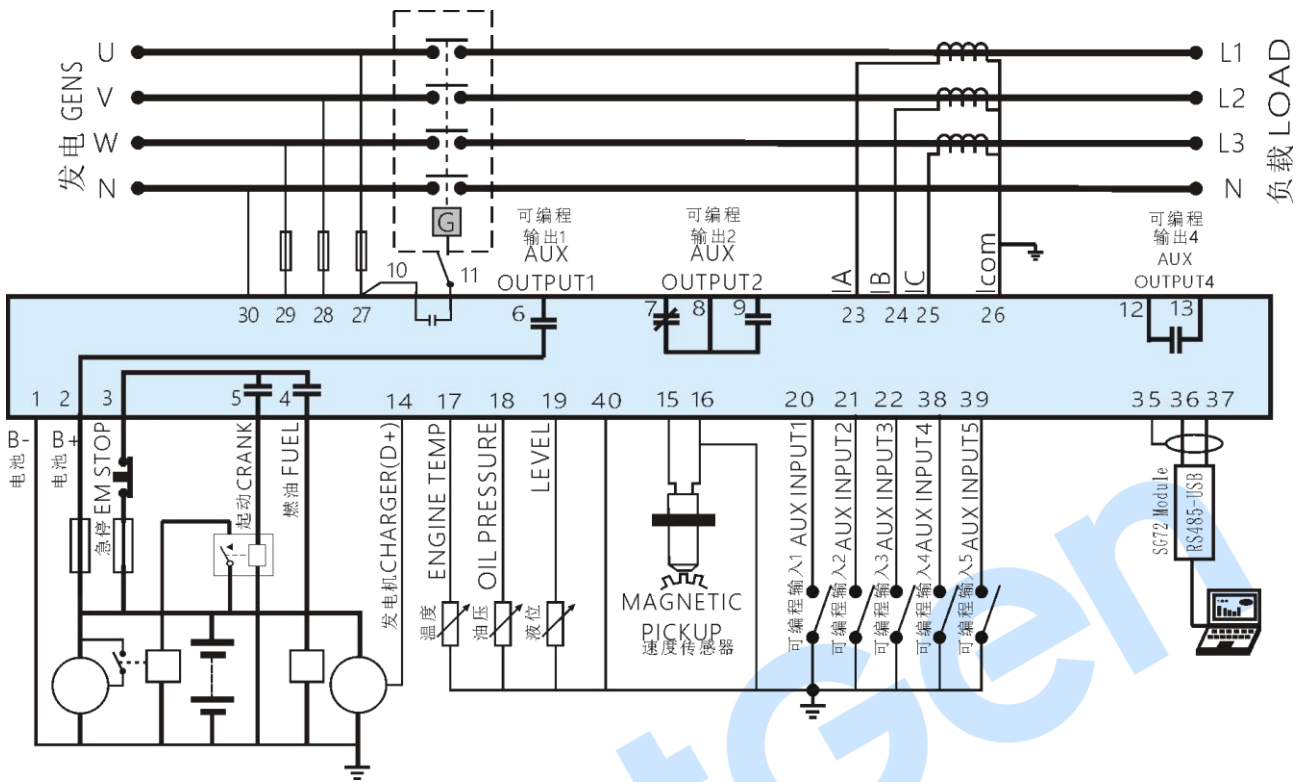 U
V
W
N
发电 GENS
L1
L2
L3
N
负载 LOAD
G
可编程
输出1
AUX
OUTPUT1
可编程
输出2
AUX
OUTPUT2
可编程
输出4
AUX
OUTPUT4
IA
IB
IC
Icom
30
29
28
27
10
11
6
7
8
9
23
24
25
26
12
13
1
2
3
5
4
14
17
18
19
40
15
16
20
21
22
38
39
35
36
37
B-
电池
B+
电池
急停 EM STOP
起动 CRANK
燃油 FUEL
发电机 CHARGER(D+)
ENGINE TEMP
温度
OIL PRESSURE
油压
LEVEL
液位
MAGNETIC
PICKUP
速度传感器
可编程输入1 AUX INPUT1
可编程输入2 AUX INPUT2
可编程输入3 AUX INPUT3
可编程输入4 AUX INPUT4
可编程输入5 AUX INPUT5
SG72 Module
RS485-USB
tGen